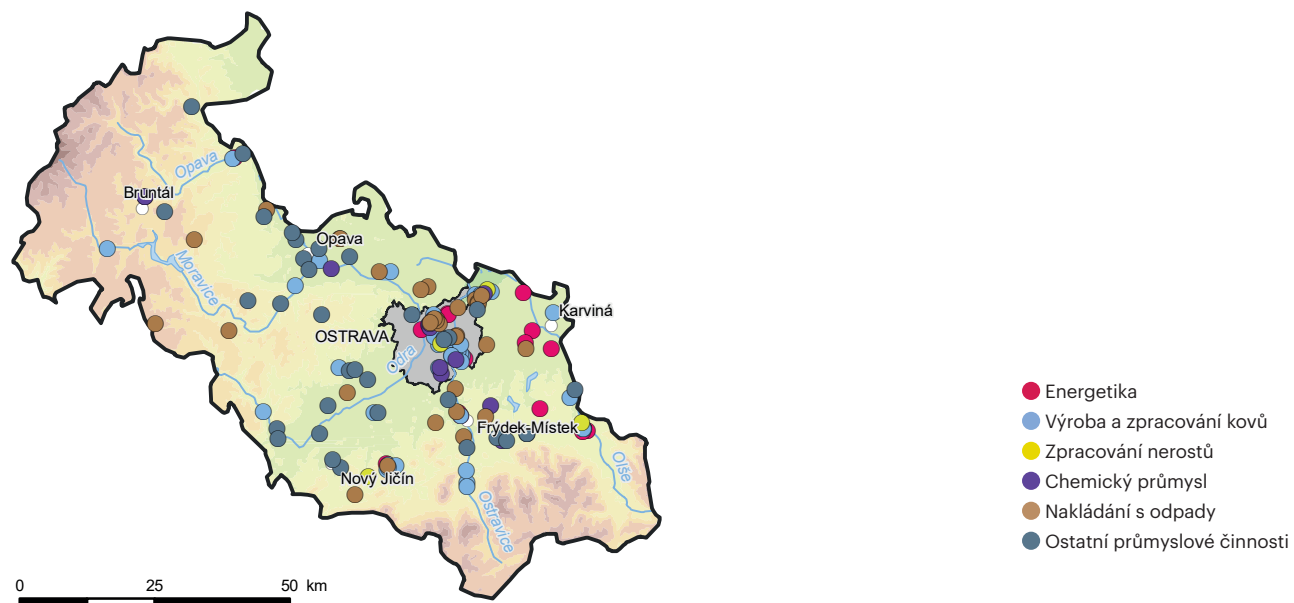 Opava
Bruntál
Opava
Moravice
Karviná
OSTRAVA
Odra
Frýdek-Místek
Olše
Nový Jičín
Ostravice
0 25 50 km
Energetika
Výroba a zpracování kovů
Zpracování nerostů
Chemický průmysl
Nakládání s odpady
Ostatní průmyslové činnosti